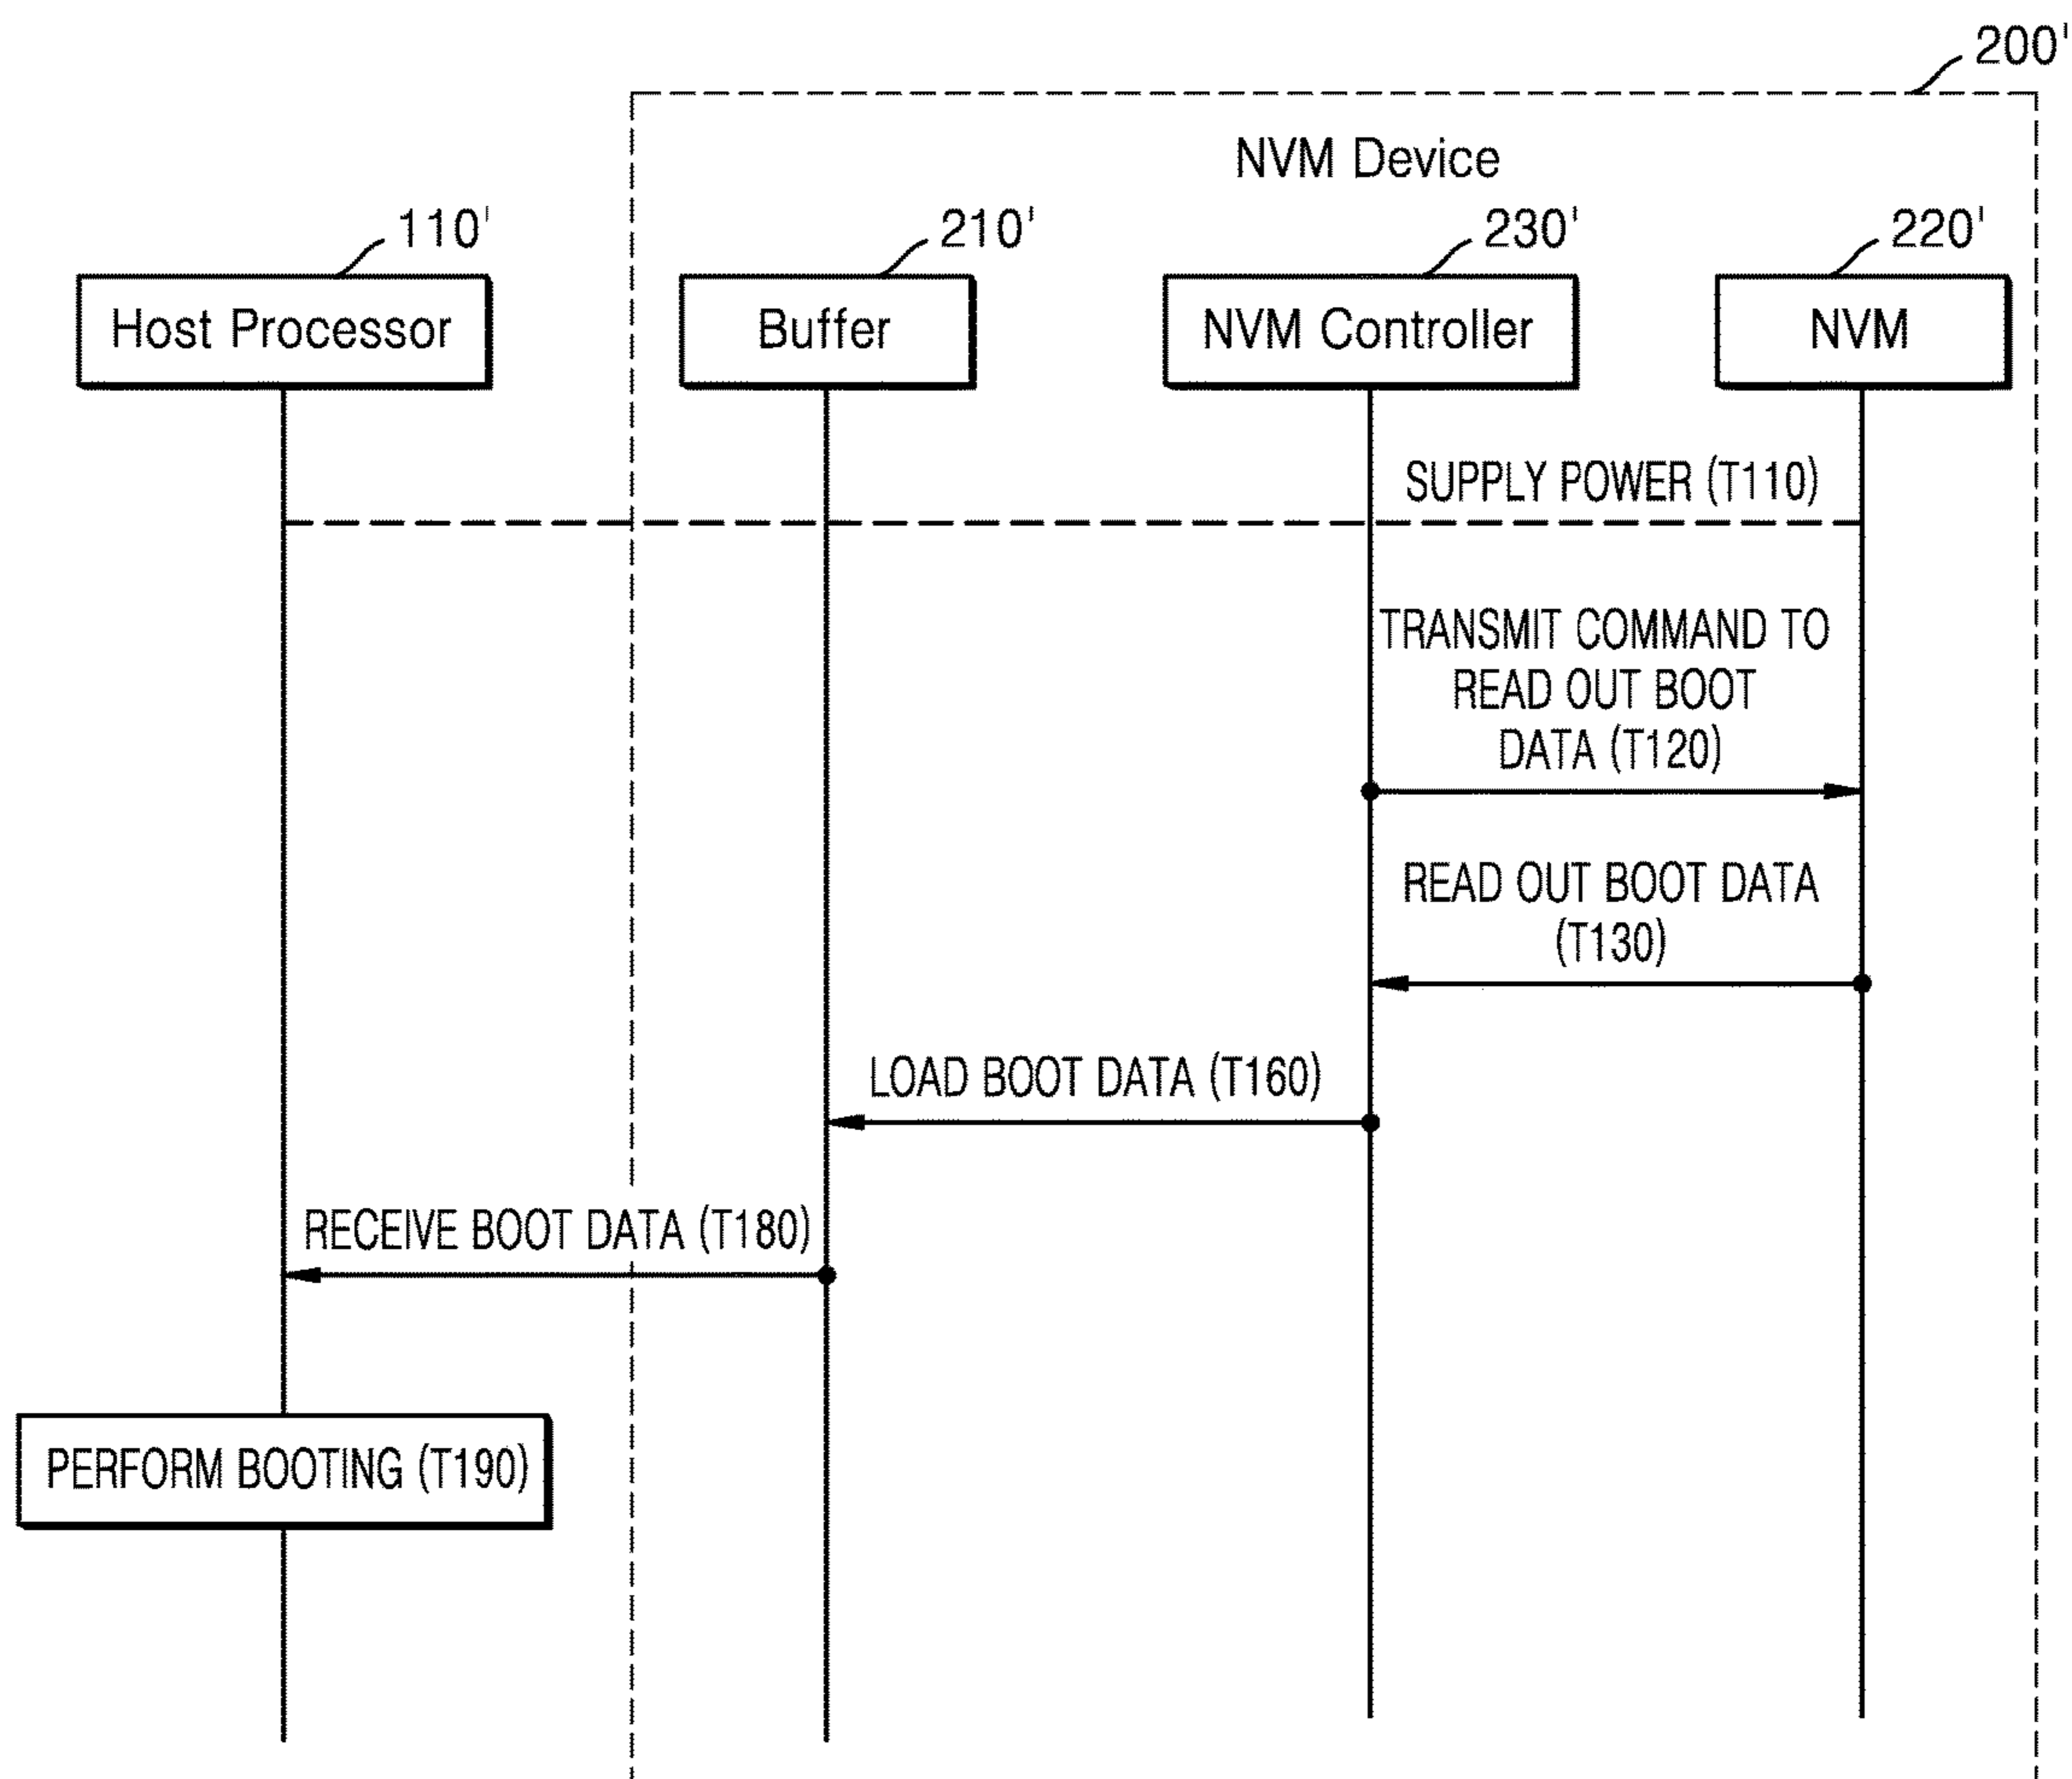 200'
NVM Device
110'
210'
230'
220'
Host Processor
Buffer
NVM Controller
NVM
SUPPLY POWER (T110)
TRANSMIT COMMAND TO
READ OUT BOOT
DATA (T120)
READ OUT BOOT DATA
(T130)
LOAD BOOT DATA (T160)
RECEIVE BOOT DATA (T180)
PERFORM BOOTING (T190)